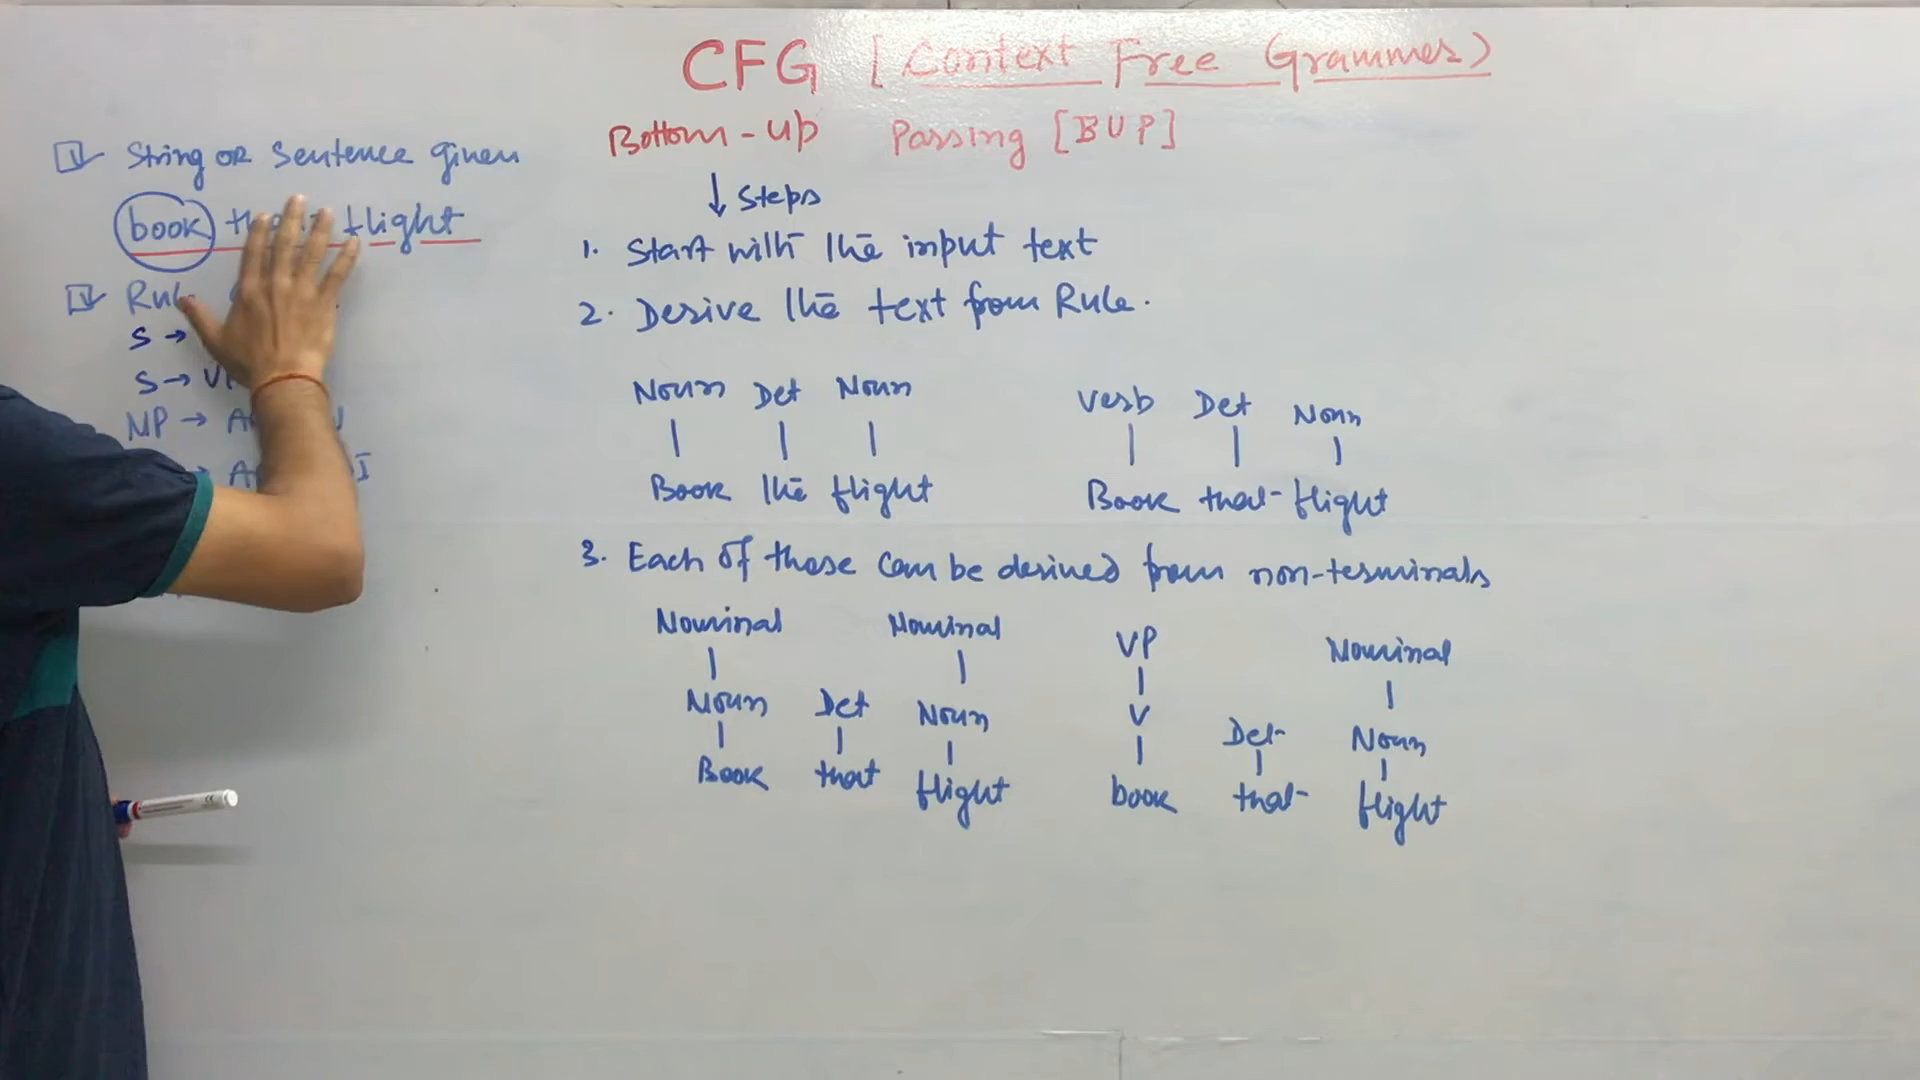 CFG [Context Free Grammer)
Bottom-up Parsing [BUP]
↓ Steps
1. Start with the input text
2. Derive the text from Rule.
Noun Det Noun
Book the flight
Verb Det Noun
Book that flight
3. Each of these can be derived from non-terminals
Nominal Nominal
Noun Det Noun
Book that flight
VP Nominal
V Det Noun
book that flight
1 String OR Sentence given
book flight
S →
S →
NP →